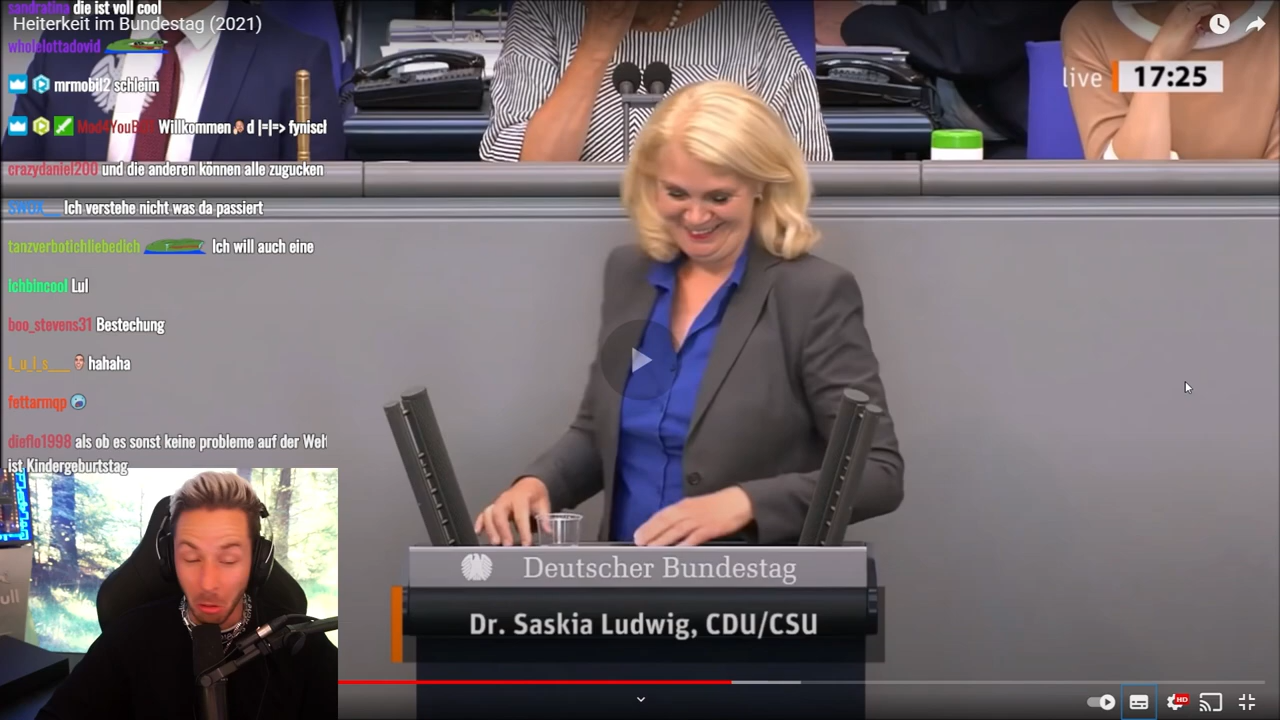 sandratina die ist voll cool
Heiterkeit im Bundestag (2021)
wholelottadovid
live 17:25
mrmobil2 schleim
Willkommen d |=|=> fynisch
crazydaniel200 und die anderen können alle zugucken
Ich verstehe nicht was da passiert
tanzverbotichliebedich Ich will auch eine
Ichbincool Lul
boo_stevens31 Bestechung
hahaha
fettarmqp
dieflo1998 als ob es sonst keine probleme auf der Welt
ist Kindergeburtstag
Deutscher Bundestag
Dr. Saskia Ludwig, CDU/CSU
HD